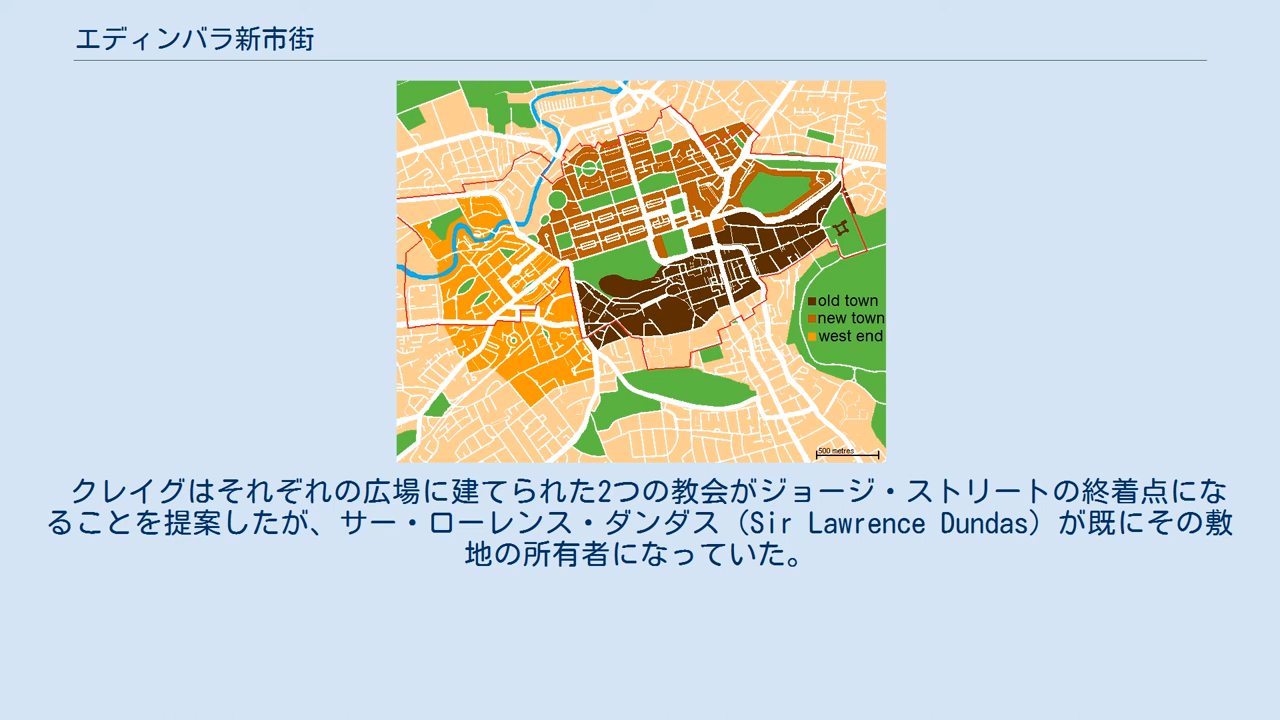 エディンバラ新市街
old town
new town
west end
500 metres
クレイグはそれぞれの広場に建てられた2つの教会がジョージ・ストリートの終着点にな
ることを提案したが、サー・ローレンス・ダンダス（Sir Lawrence Dundas）が既にその敷
地の所有者になっていた。